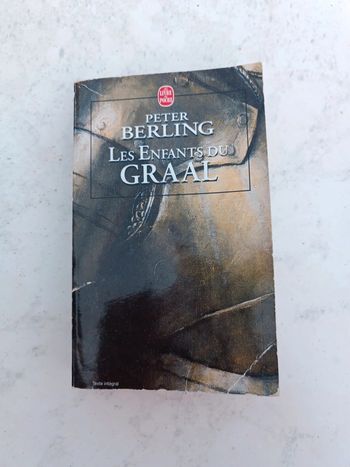 LE LIVRE
DE POCHE
PETER
BERLING
LES ENFANTS DU
GRAAL
Texte intégral